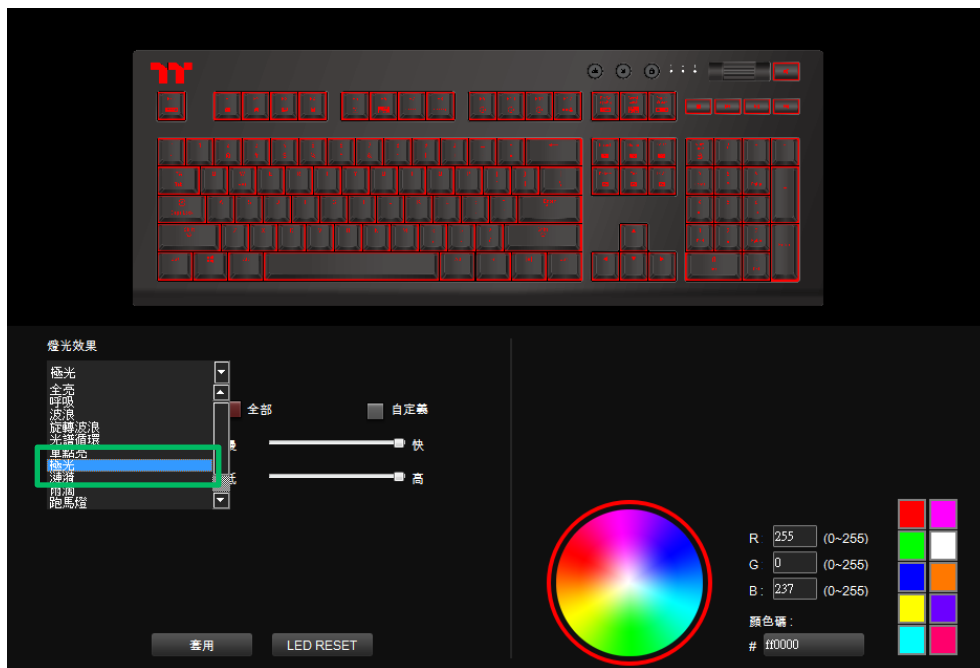 燈光效果
極光
全亮
呼吸
波浪
旋轉波浪
光譜循環
單點亮
極光
漣漪
雨滴
跑馬燈
全部
自定義
快
高
R: 255 (0~255)
G: 0 (0~255)
B: 237 (0~255)
顏色碼:
# ff0000
套用
LED RESET